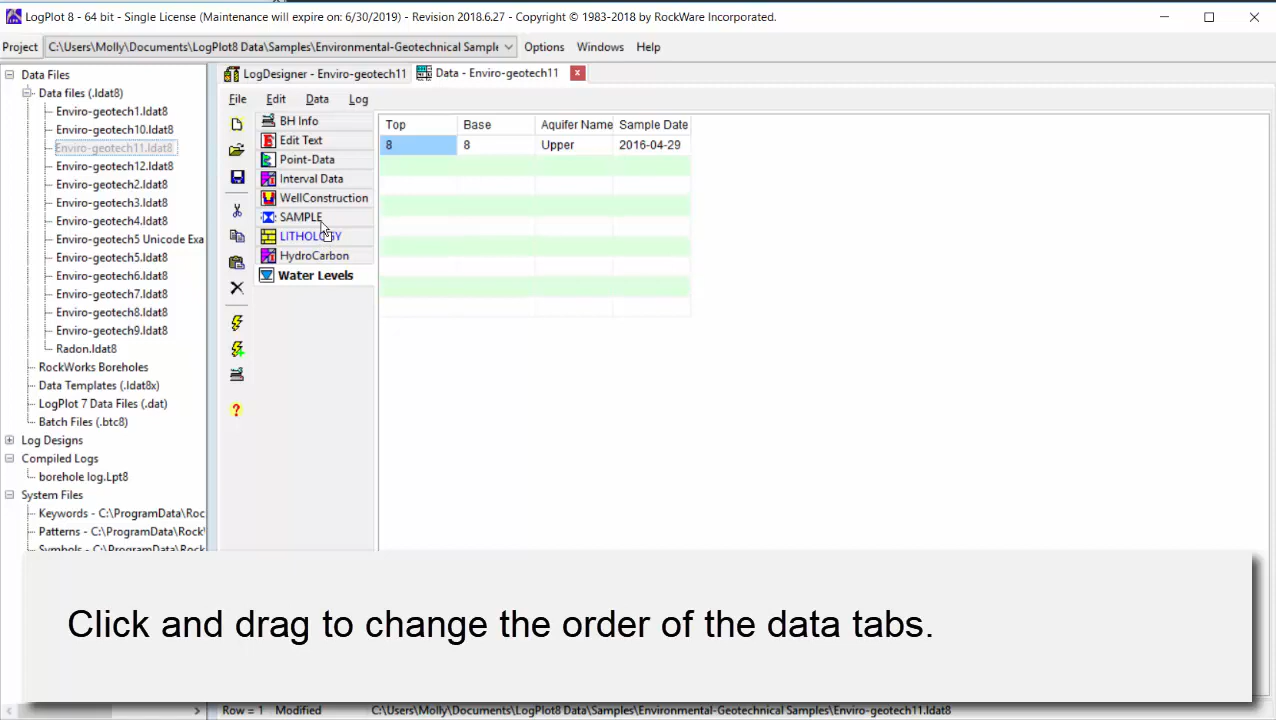 LogPlot 8 - 64 bit - Single License (Maintenance will expire on: 6/30/2019) - Revision 2018.6.27 - Copyright © 1983-2018 by RockWare Incorporated.
Project C:\Users\Molly\Documents\LogPlot8 Data\Samples\Environmental-Geotechnical Sample Options Windows Help
Data Files
Data files (.ldat8)
Enviro-geotech1.ldat8
Enviro-geotech10.ldat8
Enviro-geotech11.ldat8
Enviro-geotech12.ldat8
Enviro-geotech2.ldat8
Enviro-geotech3.ldat8
Enviro-geotech4.ldat8
Enviro-geotech5 Unicode Exa
Enviro-geotech5.ldat8
Enviro-geotech6.ldat8
Enviro-geotech7.ldat8
Enviro-geotech8.ldat8
Enviro-geotech9.ldat8
Radon.ldat8
RockWorks Boreholes
Data Templates (.ldat8x)
LogPlot 7 Data Files (.dat)
Batch Files (.btc8)
Log Designs
Compiled Logs
borehole log.Lpt8
System Files
Keywords - C:\ProgramData\Roc
Patterns - C:\ProgramData\Rock
Symbols - C:\ProgramData\Rock
LogDesigner - Enviro-geotech11 Data - Enviro-geotech11
File Edit Data Log
BH Info
Edit Text
Point-Data
Interval Data
WellConstruction
SAMPLE
LITHOLOGY
HydroCarbon
Water Levels
Top Base Aquifer Name Sample Date
8 8 Upper 2016-04-29
Click and drag to change the order of the data tabs.
Row = 1 Modified C:\Users\Molly\Documents\LogPlot8 Data\Samples\Environmental-Geotechnical Samples\Enviro-geotech11.ldat8